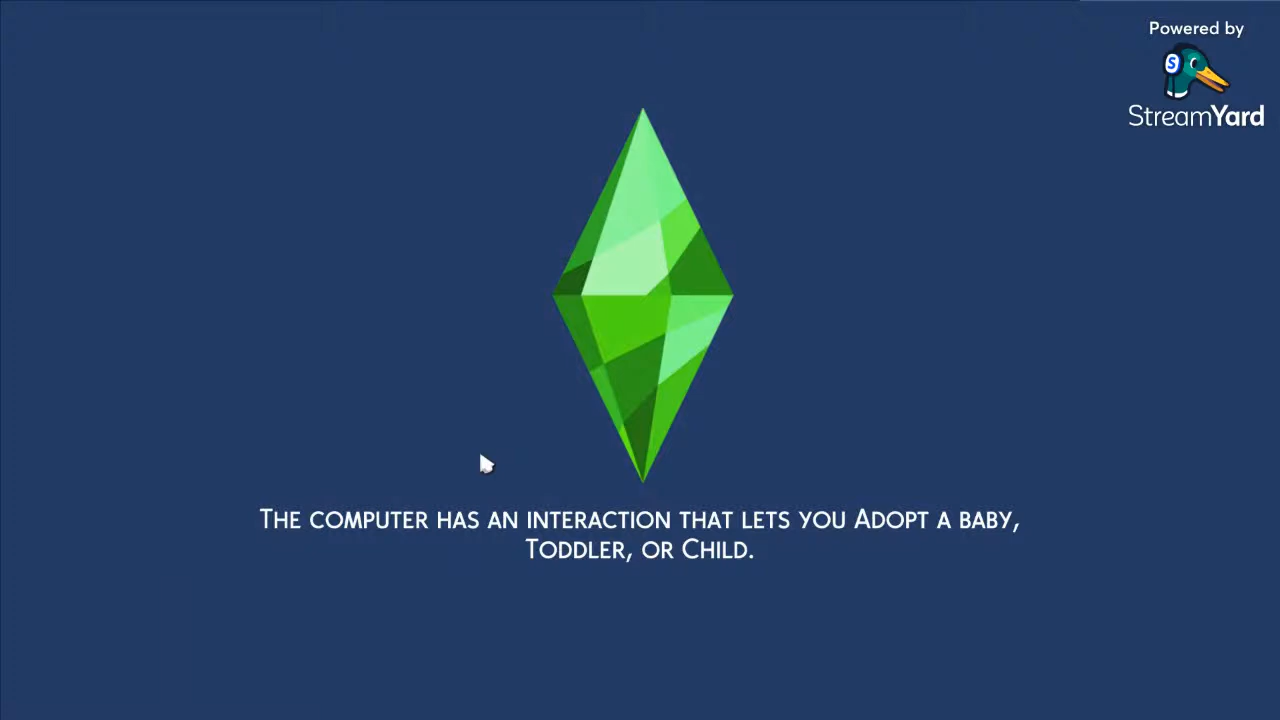 Powered by
S
StreamYard
THE COMPUTER HAS AN INTERACTION THAT LETS YOU ADOPT A BABY,
TODDLER, OR CHILD.